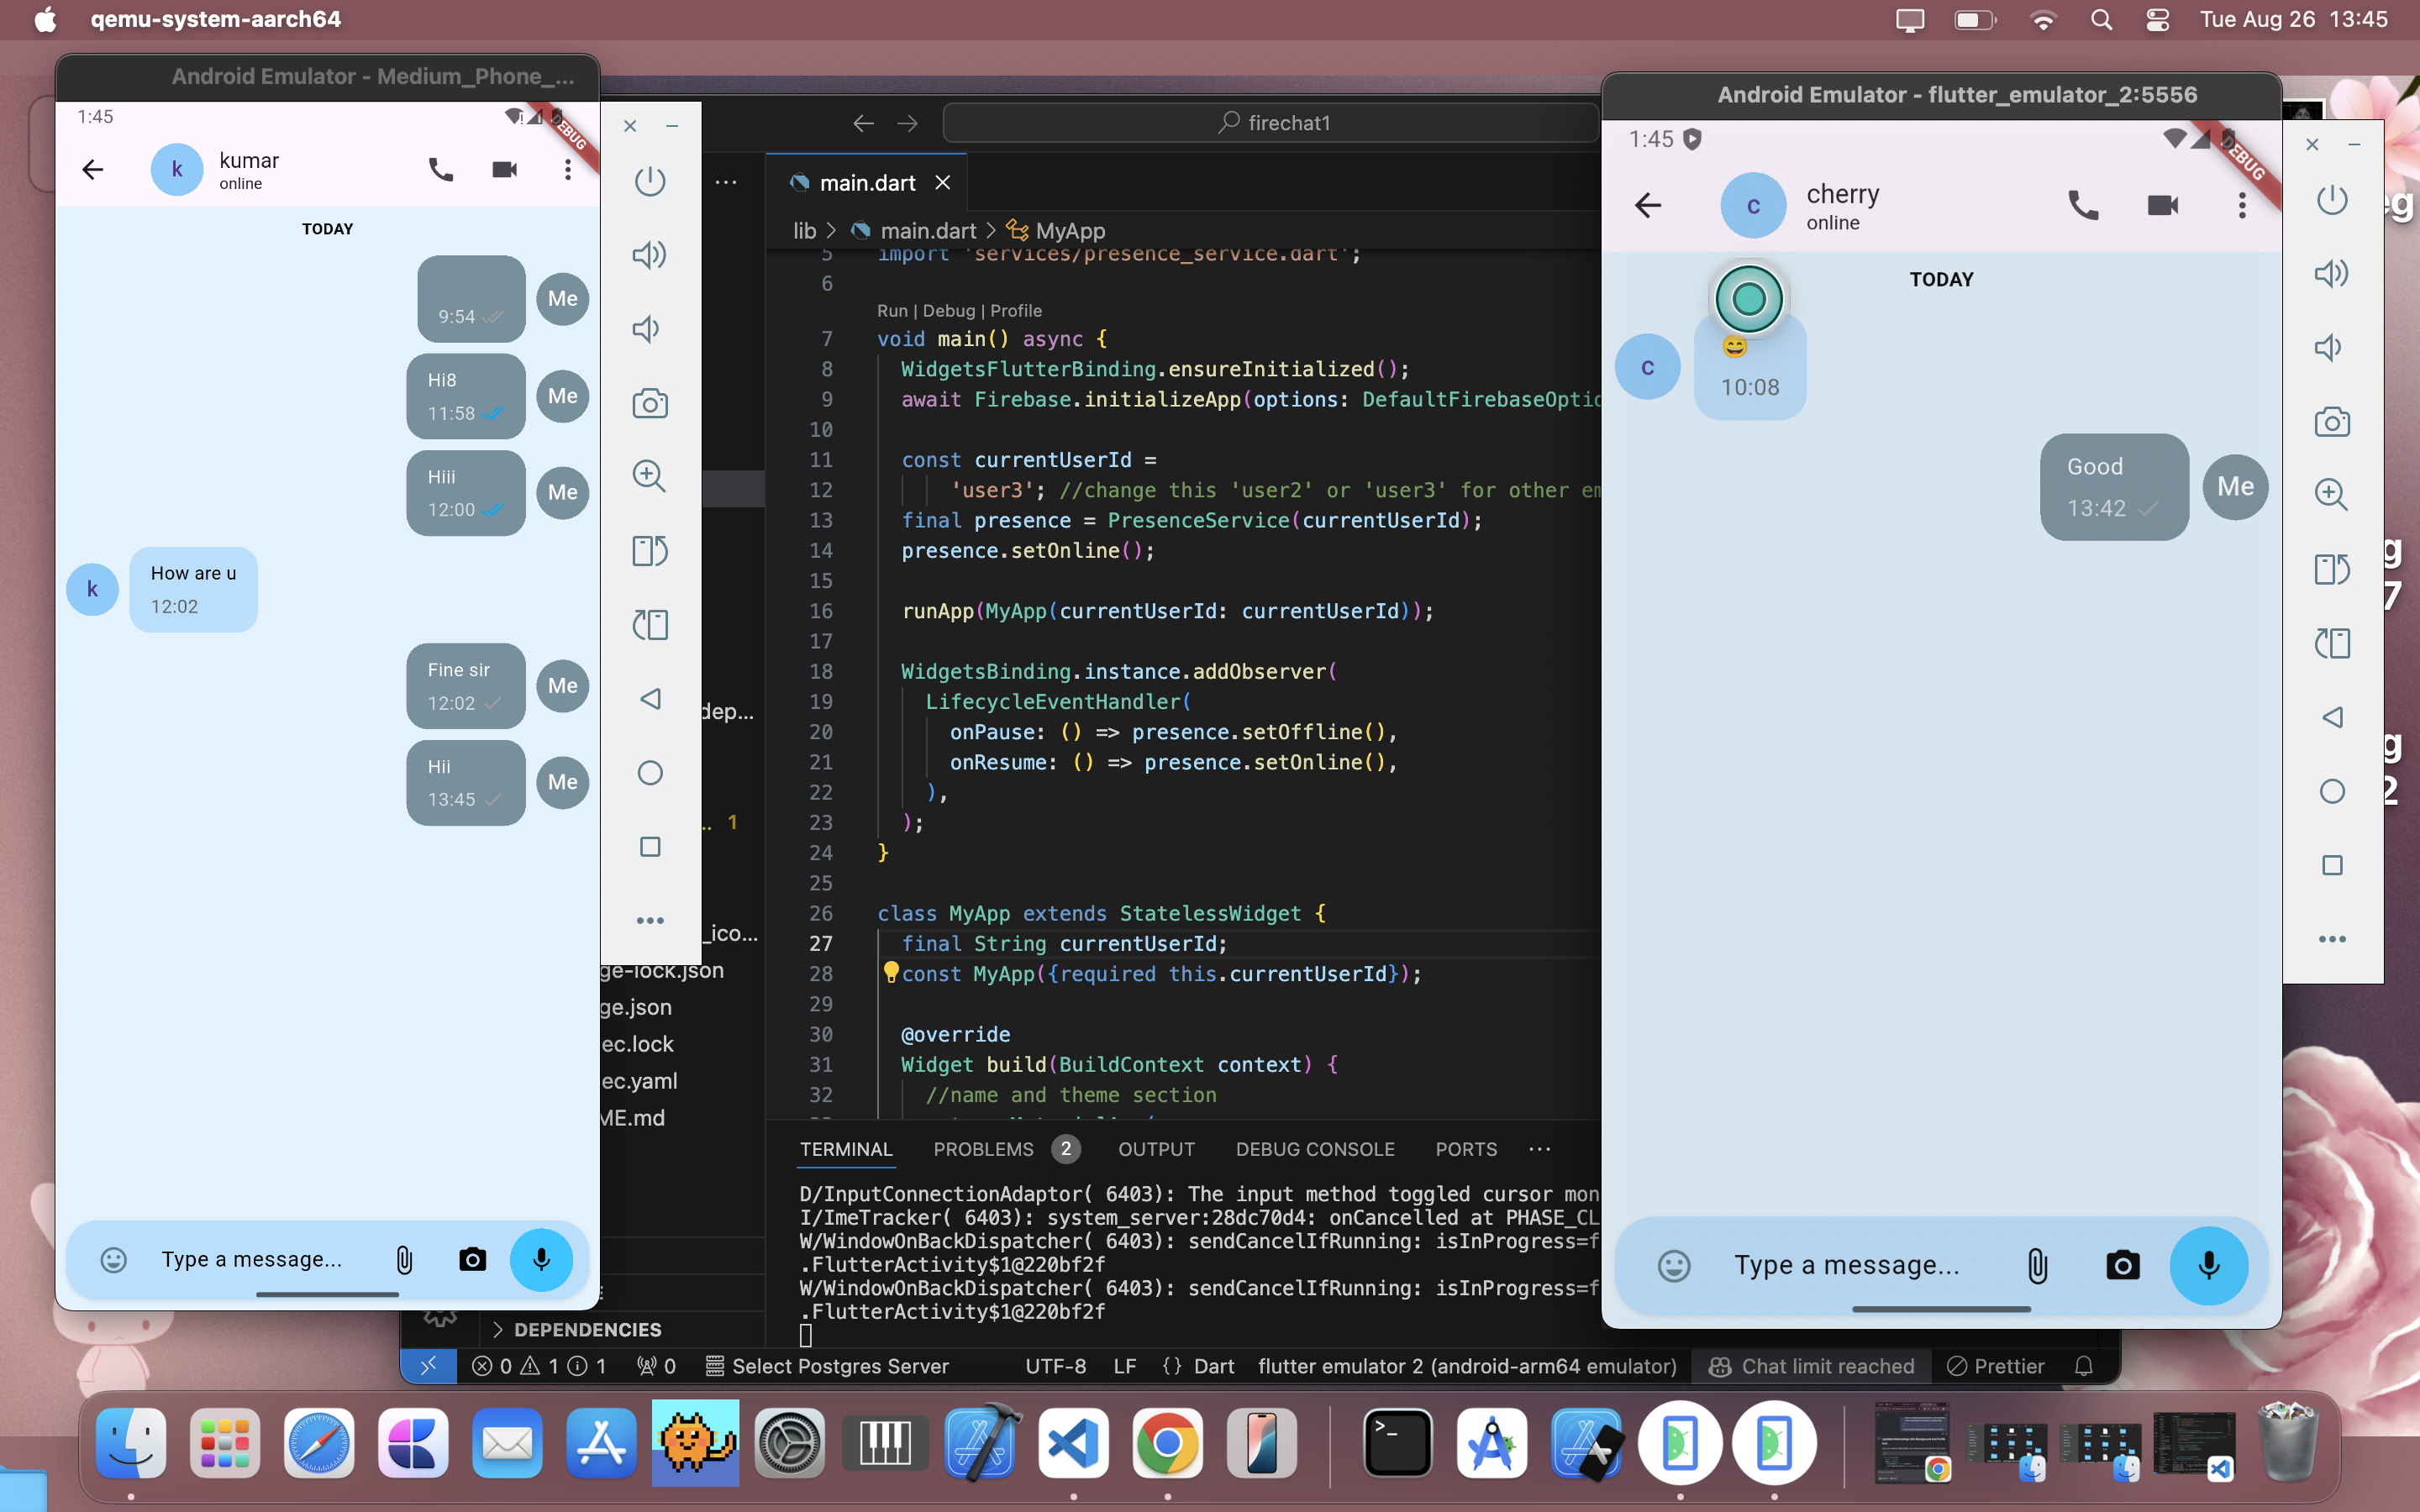 qemu-system-aarch64
Tue Aug 26 13:45
Android Emulator - Medium_Phone_...
1:45
DEBUG
k
kumar
online
TODAY
9:54
Me
Hi8
11:58
Me
Hiii
12:00
Me
k
How are u
12:02
Fine sir
12:02
Me
Hii
13:45
Me
Type a message...
firechat1
main.dart
lib > main.dart > MyApp
5 import 'services/presence_service.dart';
6
Run | Debug | Profile
7 void main() async {
8 WidgetsFlutterBinding.ensureInitialized();
9 await Firebase.initializeApp(options: DefaultFirebaseOptio
10
11 const currentUserId =
12 'user3'; //change this 'user2' or 'user3' for other em
13 final presence = PresenceService(currentUserId);
14 presence.setOnline();
15
16 runApp(MyApp(currentUserId: currentUserId));
17
18 WidgetsBinding.instance.addObserver(
19 LifecycleEventHandler(
20 onPause: () => presence.setOffline(),
21 onResume: () => presence.setOnline(),
22 ),
23 );
24 }
25
26 class MyApp extends StatelessWidget {
27 final String currentUserId;
28 const MyApp({required this.currentUserId});
29
30 @override
31 Widget build(BuildContext context) {
32 //name and theme section
dep...
1
_ico...
ge-lock.json
ge.json
ec.lock
ec.yaml
ME.md
DEPENDENCIES
TERMINAL PROBLEMS 2 OUTPUT DEBUG CONSOLE PORTS ...
D/InputConnectionAdaptor( 6403): The input method toggled cursor mon
I/ImeTracker( 6403): system_server:28dc70d4: onCancelled at PHASE_CL
W/WindowOnBackDispatcher( 6403): sendCancelIfRunning: isInProgress=f
.FlutterActivity$1@220bf2f
W/WindowOnBackDispatcher( 6403): sendCancelIfRunning: isInProgress=f
.FlutterActivity$1@220bf2f
0 1 1 0 Select Postgres Server UTF-8 LF {} Dart flutter emulator 2 (android-arm64 emulator) Chat limit reached Prettier
Android Emulator - flutter_emulator_2:5556
1:45
DEBUG
c
cherry
online
TODAY
c
😄
10:08
Good
13:42
Me
Type a message...
g
g
7
g
2